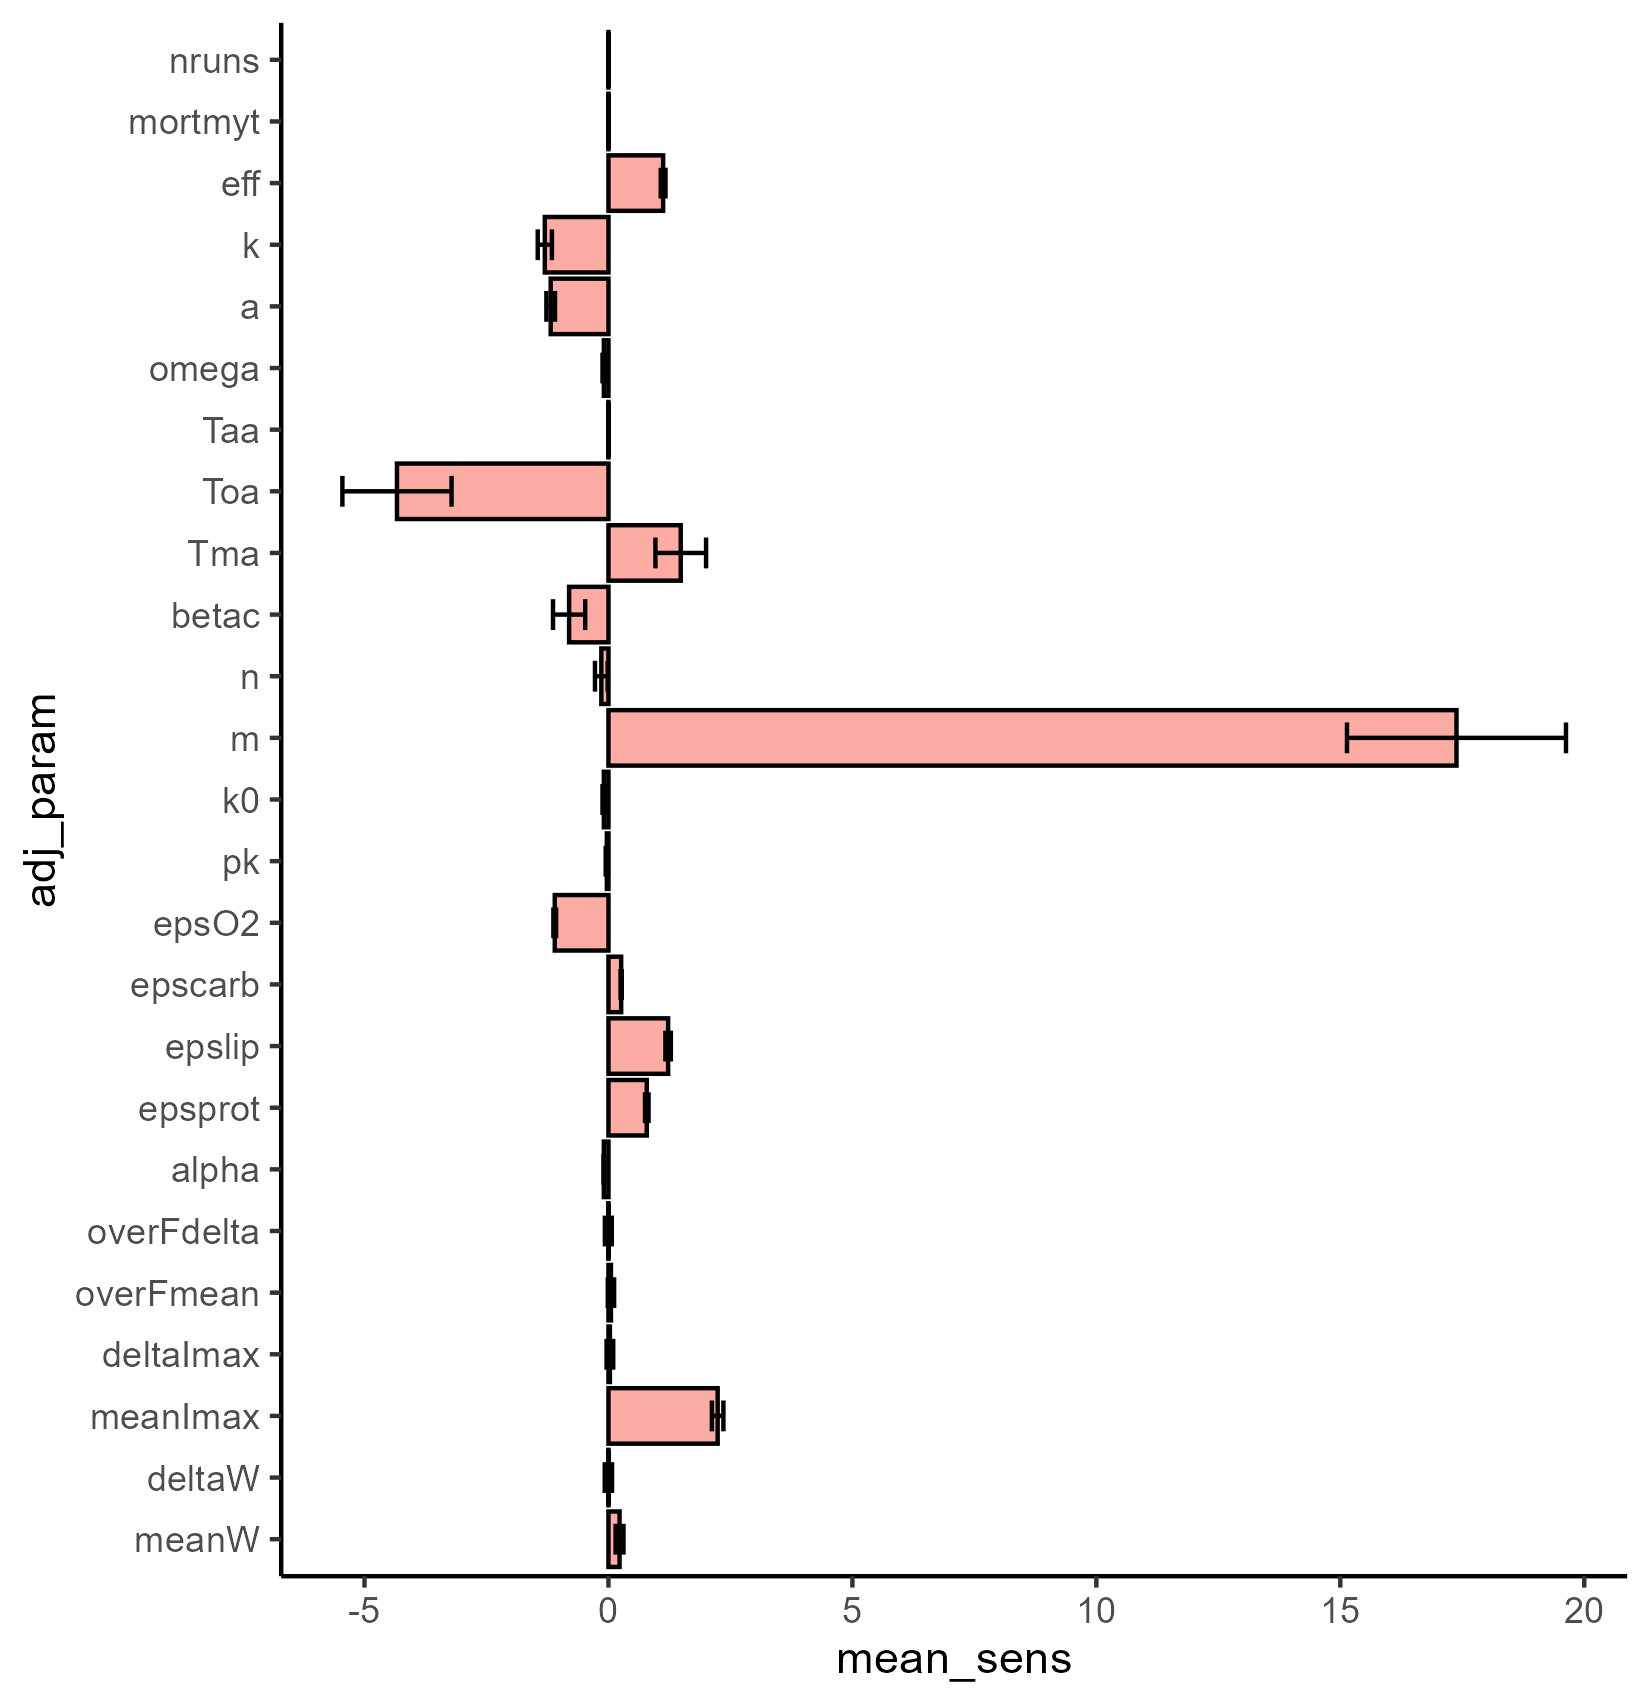 nruns
mortmyt
eff
k
a
omega
Taa
Toa
Tma
betac
n
m
k0
pk
epsO2
epscarb
epslip
epsprot
alpha
overFdelta
overFmean
deltaImax
meanImax
deltaW
meanW
adj_param
-5 0 5 10 15 20
mean_sens